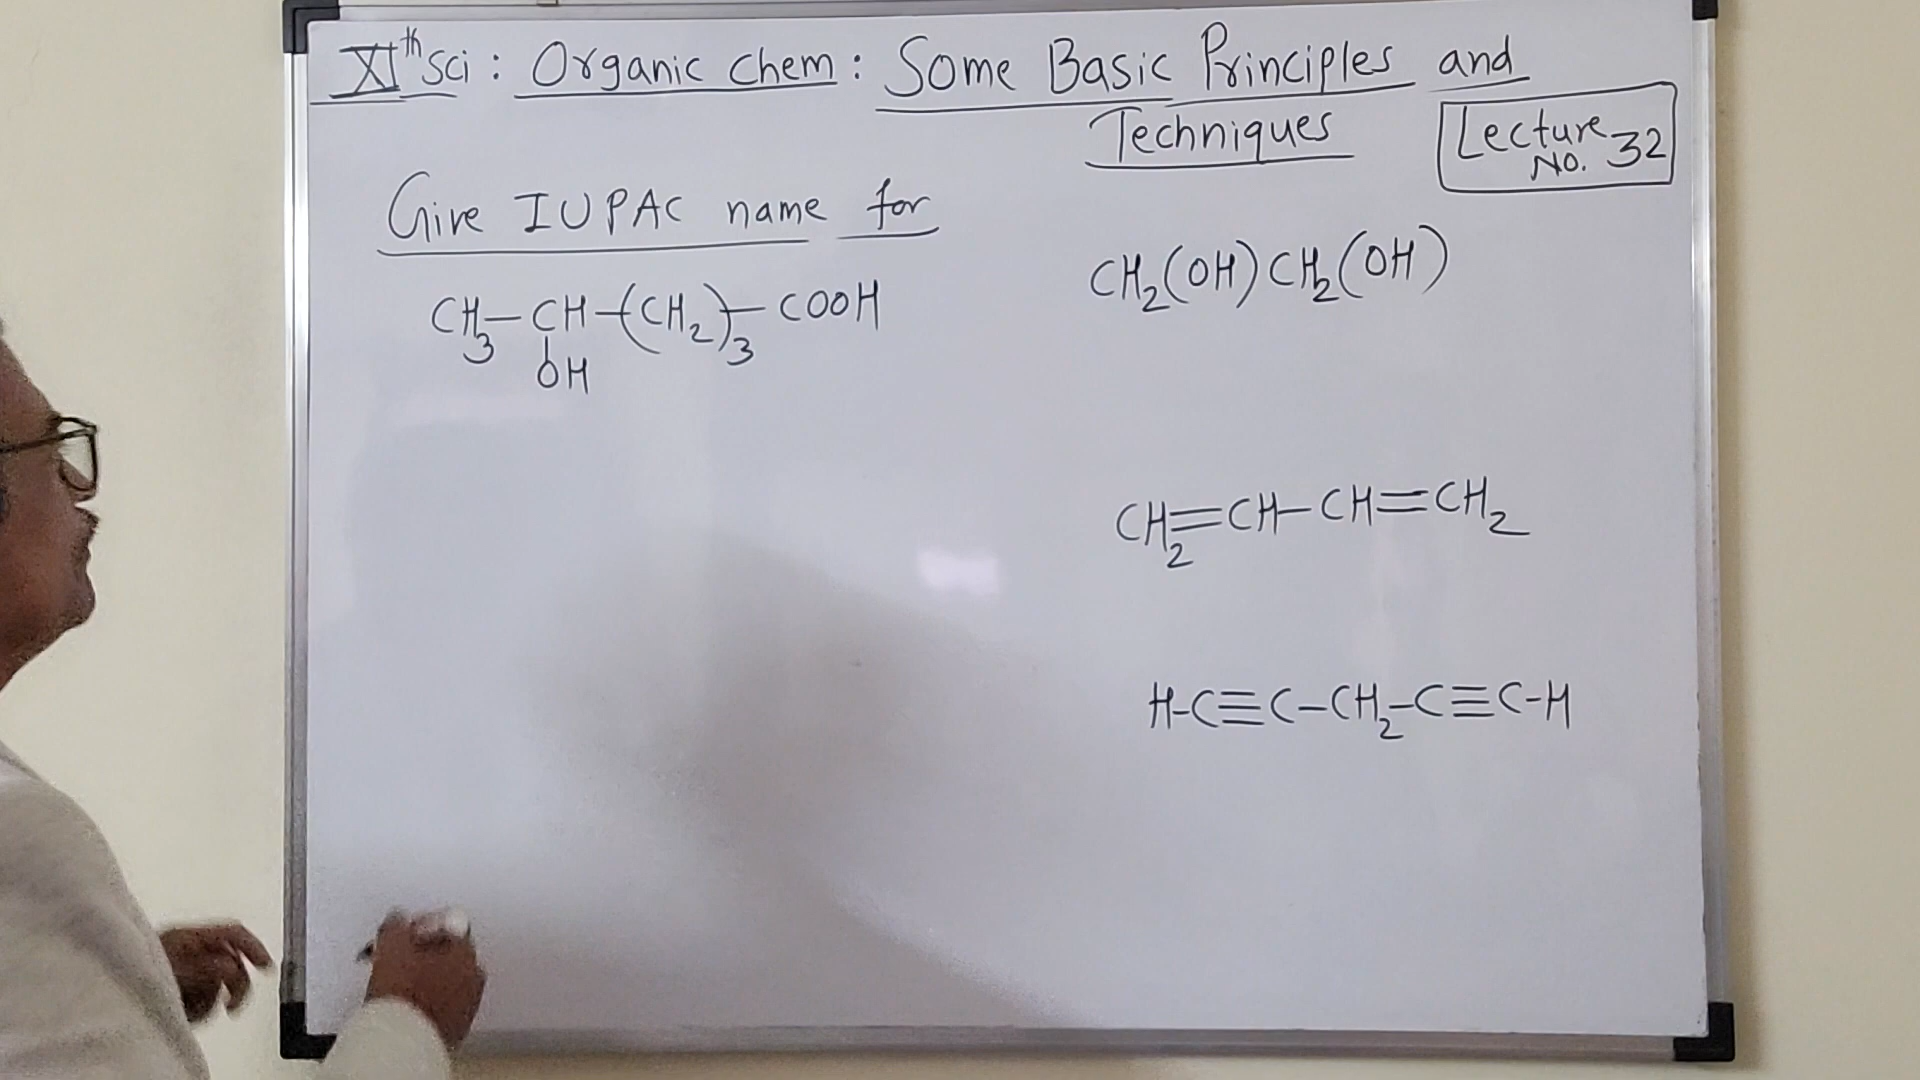 XIth Sci : Organic Chem : Some Basic Principles and
Techniques
Lecture
No. 32
Give IUPAC name for
CH₂(OH)CH₂(OH)
CH₃–CH–(CH₂)₃–COOH
OH
CH₂=CH–CH=CH₂
H–C≡C–CH₂–C≡C–H